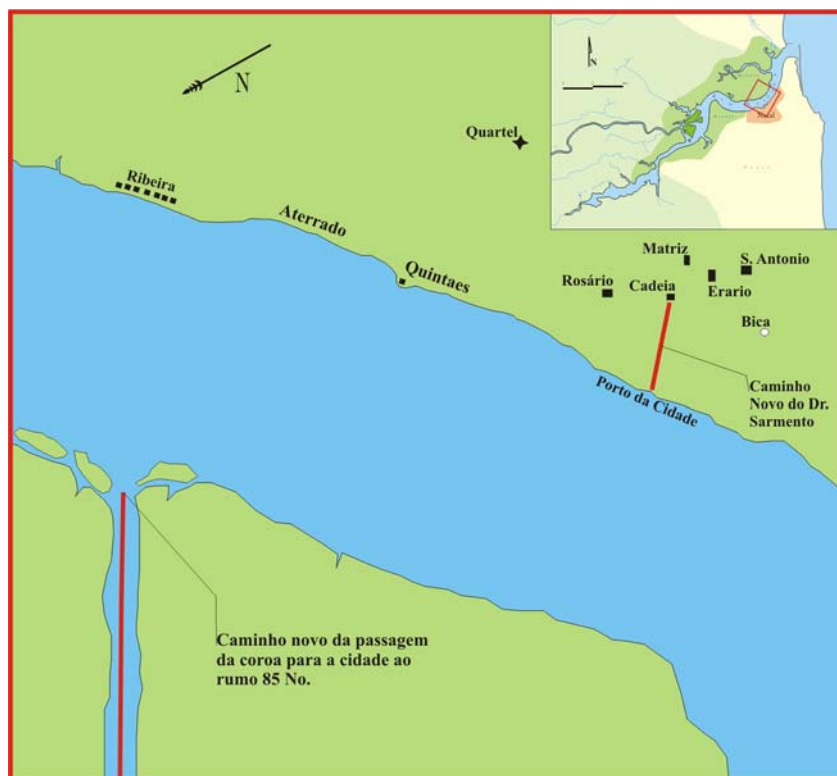 N
N
Natal
Quartel
Ribeira
Aterrado
Quintaes
Matriz
S. Antonio
Rosário
Cadeia
Erario
Bica
Porto da Cidade
Caminho
Novo do Dr.
Sarmento
Caminho novo da passagem
da coroa para a cidade ao
rumo 85 No.